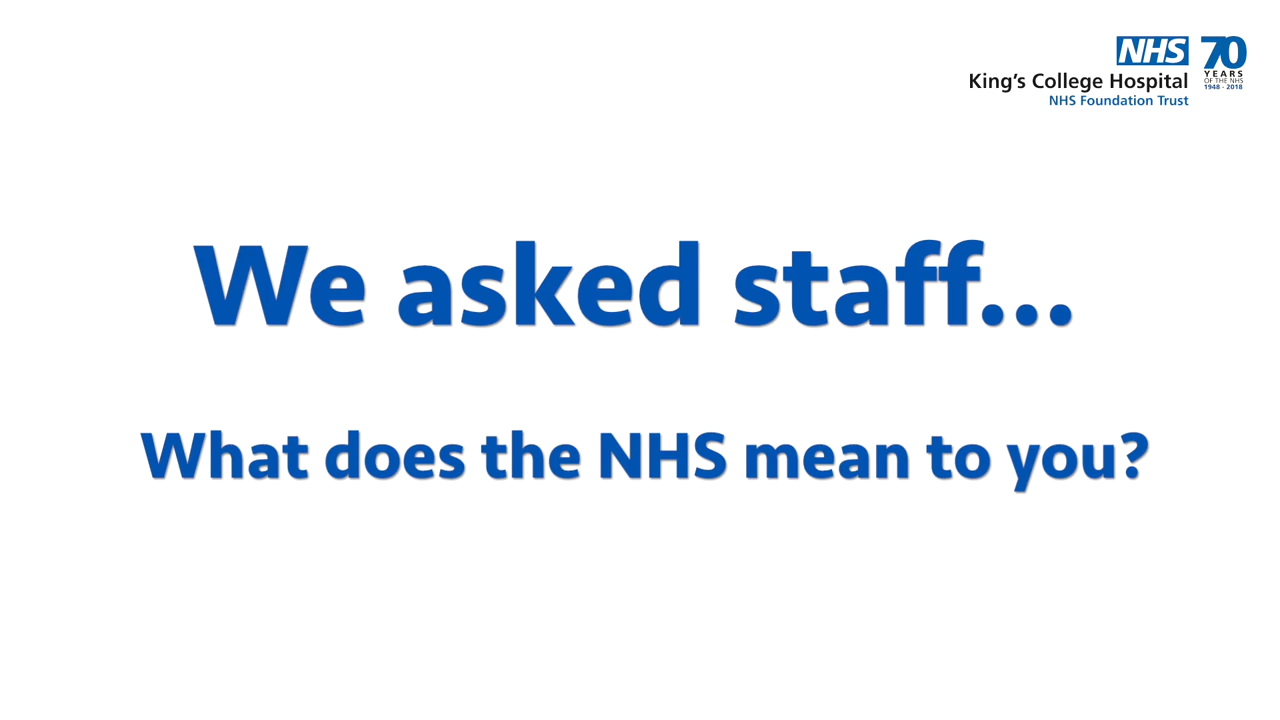 NHS
King's College Hospital
NHS Foundation Trust
70
YEARS
OF THE NHS
1948 - 2018
We asked staff...
What does the NHS mean to you?